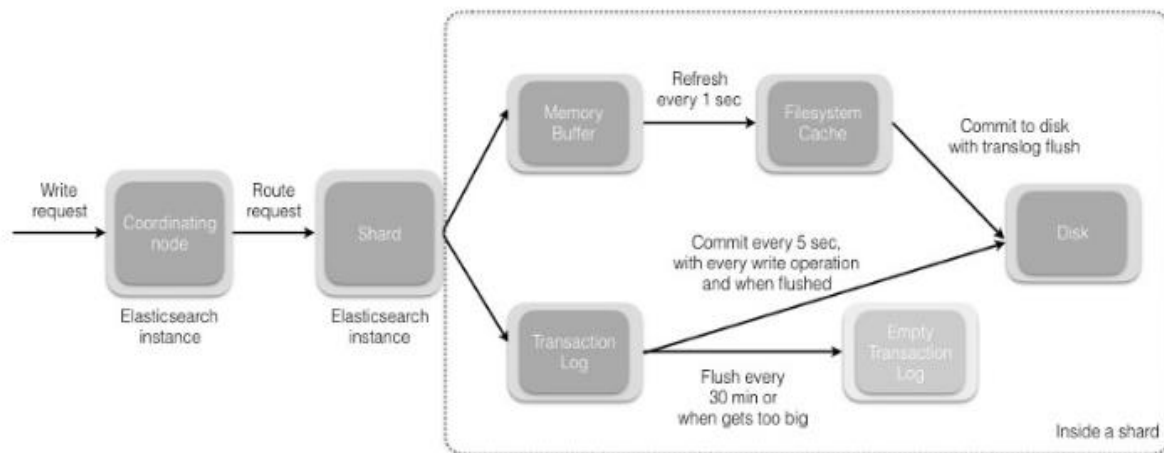 Write
request
Coordinating
node
Elasticsearch
instance
Route
request
Shard
Elasticsearch
instance
Memory
Buffer
Refresh
every 1 sec
Filesystem
Cache
Commit to disk
with translog flush
Disk
Commit every 5 sec,
with every write operation
and when flushed
Transaction
Log
Flush every
30 min or
when gets too big
Empty
Transaction
Log
Inside a shard